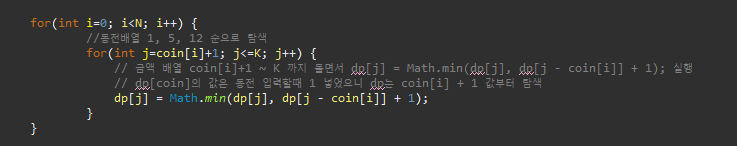 for(int i=0; i<N; i++) {
//동전배열 1, 5, 12 순으로 탐색
for(int j=coin[i]+1; j<=K; j++) {
// 금액 배열 coin[i]+1 ~ K 까지 돌면서 dp[j] = Math.min(dp[j], dp[j - coin[i]] + 1); 실행
// dp[coin]의 값은 동전 입력할때 1 넣었으니 dp는 coin[i] + 1 값부터 탐색
dp[j] = Math.min(dp[j], dp[j - coin[i]] + 1);
}
}